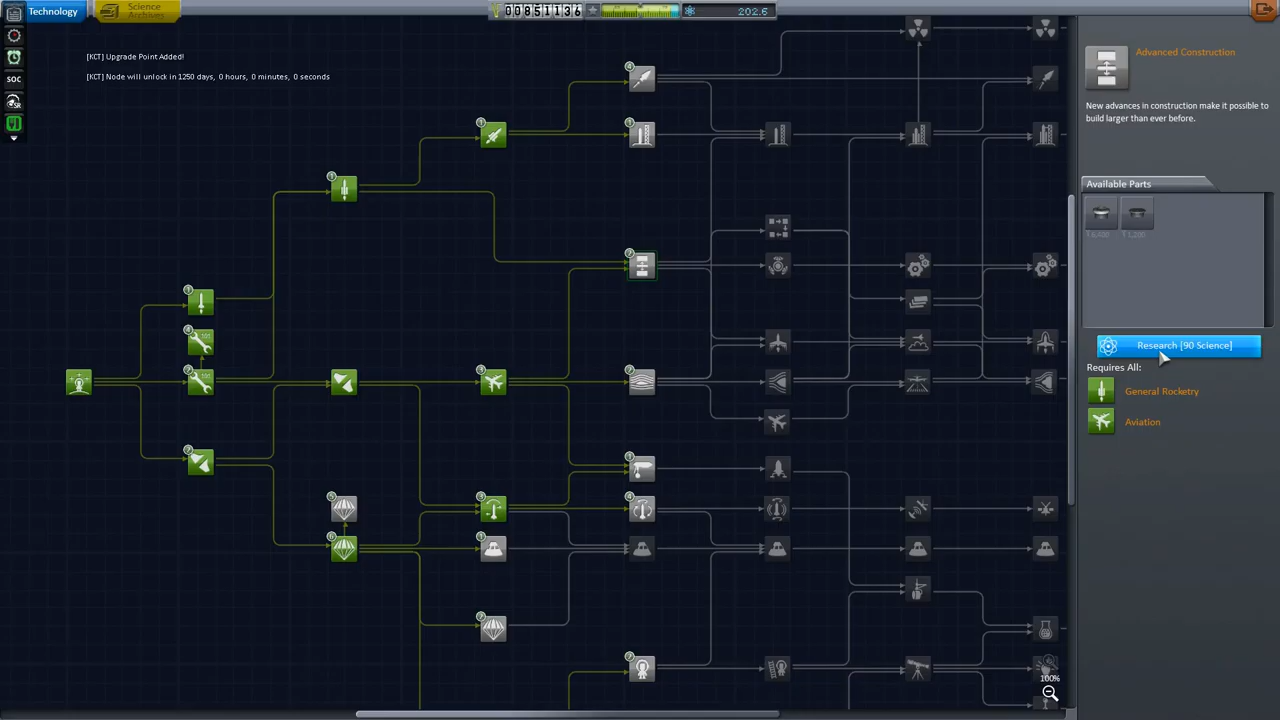 Technology
Science
Archives
00851136
202.6
[KCT] Upgrade Point Added!
[KCT] Node will unlock in 1250 days, 0 hours, 0 minutes, 0 seconds
SOC
Advanced Construction
New advances in construction make it possible to
build larger than ever before.
Available Parts
Research [90 Science]
Requires All:
General Rocketry
Aviation
100%